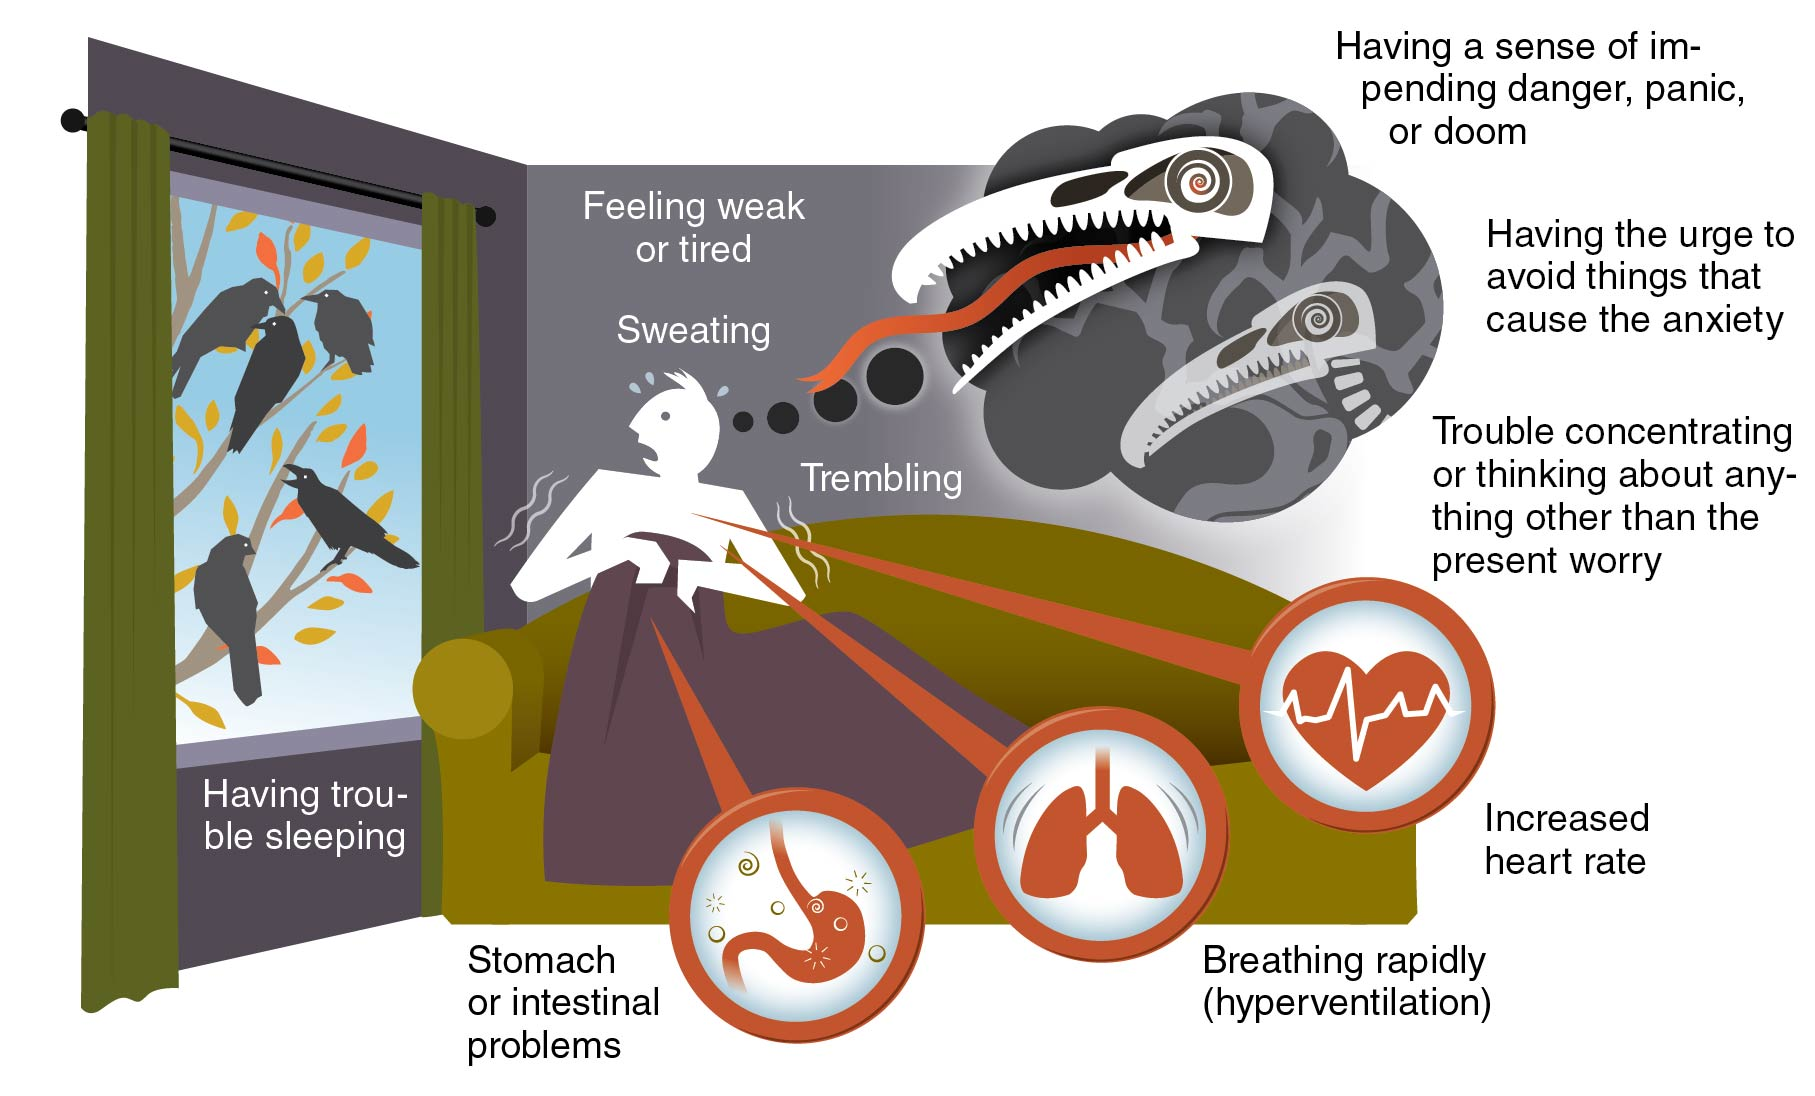 Having a sense of im-
pending danger, panic,
or doom
Feeling weak
or tired
Having the urge to
avoid things that
cause the anxiety
Sweating
Trouble concentrating
or thinking about any-
thing other than the
present worry
Trembling
Having trou-
ble sleeping
Increased
heart rate
Stomach
or intestinal
problems
Breathing rapidly
(hyperventilation)